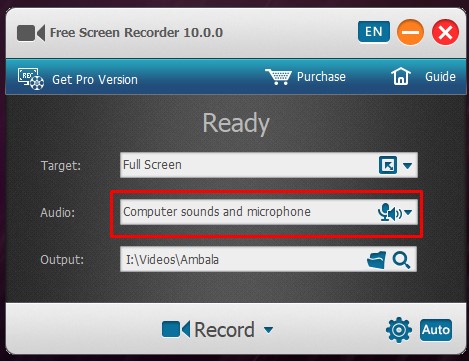 Free Screen Recorder 10.0.0 EN
Get Pro Version Purchase Guide
Ready
Target: Full Screen
Audio: Computer sounds and microphone
Output: I:\Videos\Ambala
Record Auto